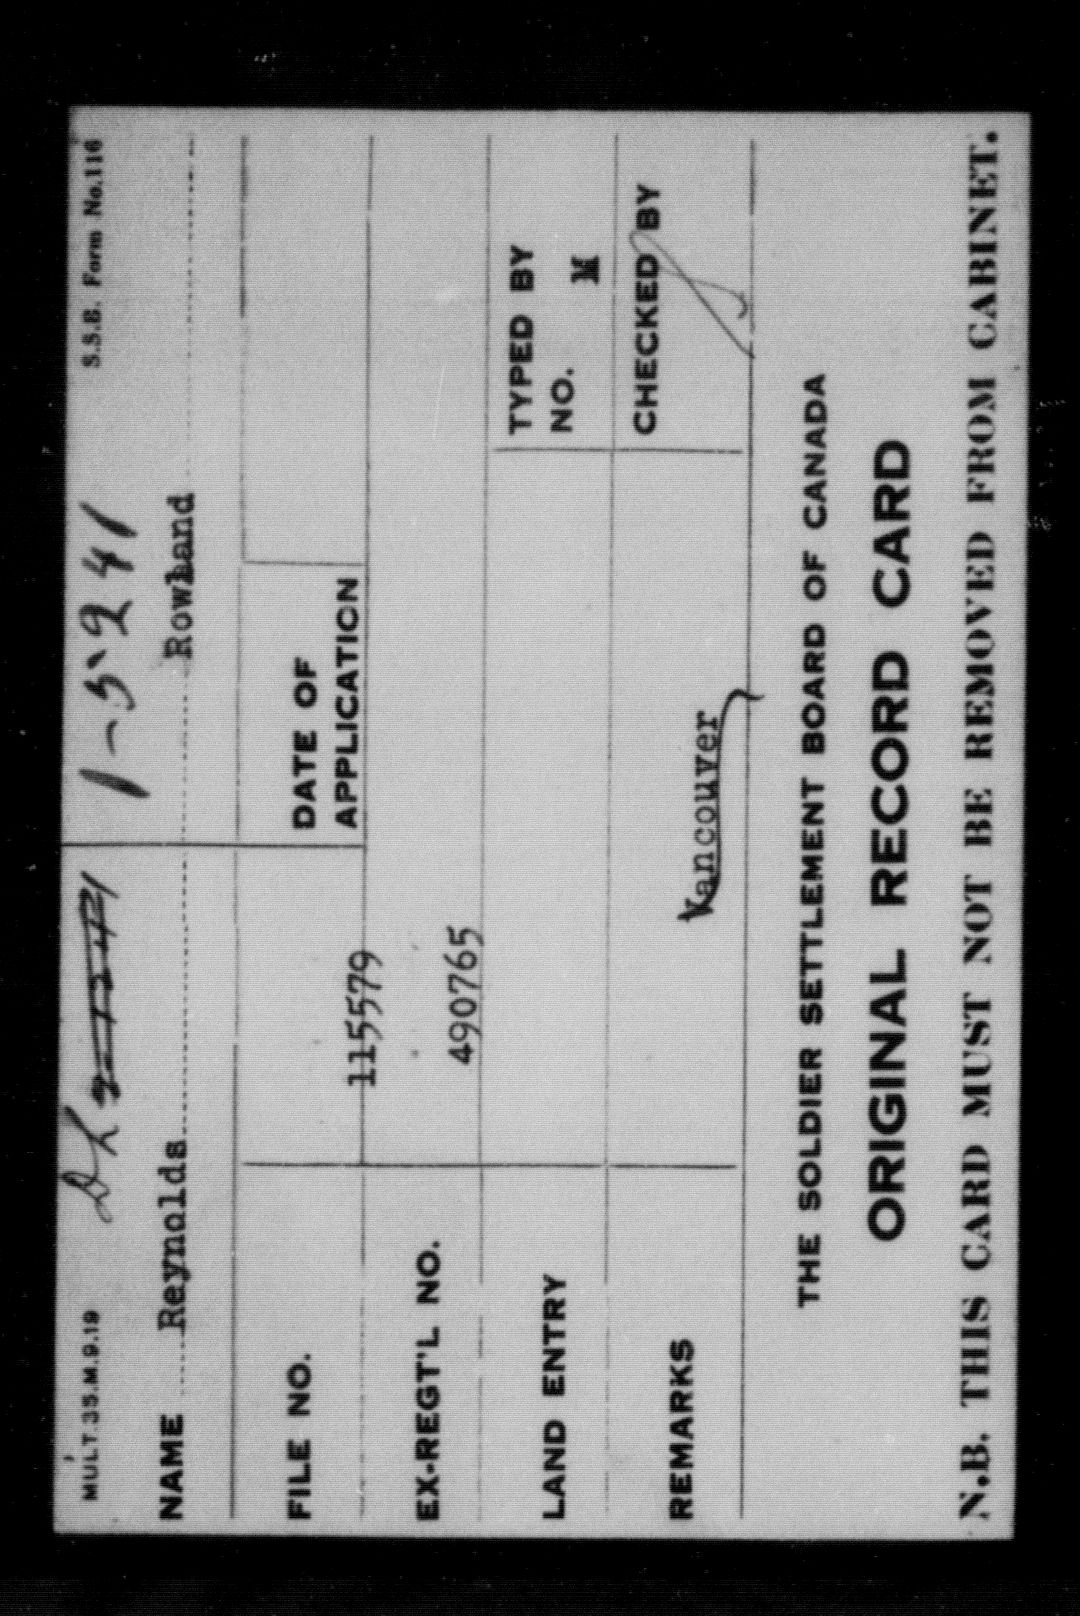 MULT 35.M.9.19 1-5-241 S.S.B. Form No.116
NAME Reynolds Rowland
FILE NO. 115579 DATE OF
APPLICATION
EX-REGT'L NO. 490765
LAND ENTRY
TYPED BY
NO. M
REMARKS Vancouver
CHECKED BY
THE SOLDIER SETTLEMENT BOARD OF CANADA
ORIGINAL RECORD CARD
N.B. THIS CARD MUST NOT BE REMOVED FROM CABINET.